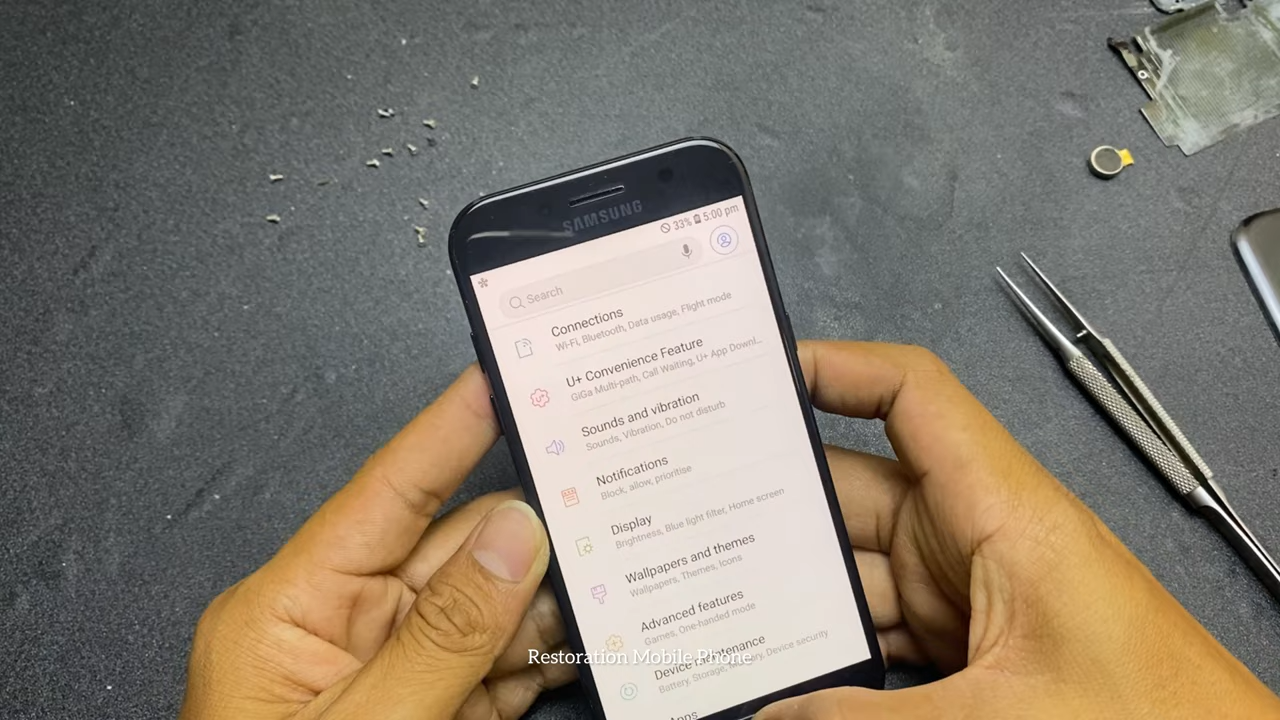 SAMSUNG
33% 5:00 pm
Search
Connections
Wi-Fi, Bluetooth, Data usage, Flight mode
U+ Convenience Feature
GiGa Multi-path, Call Waiting, U+ App Downl...
Sounds and vibration
Sounds, Vibration, Do not disturb
Notifications
Block, allow, prioritise
Display
Brightness, Blue light filter, Home screen
Wallpapers and themes
Wallpapers, Themes, Icons
Advanced features
Games, One-handed mode
Device maintenance
Battery, Storage, Memory, Device security
Apps
Restoration Mobile Phone